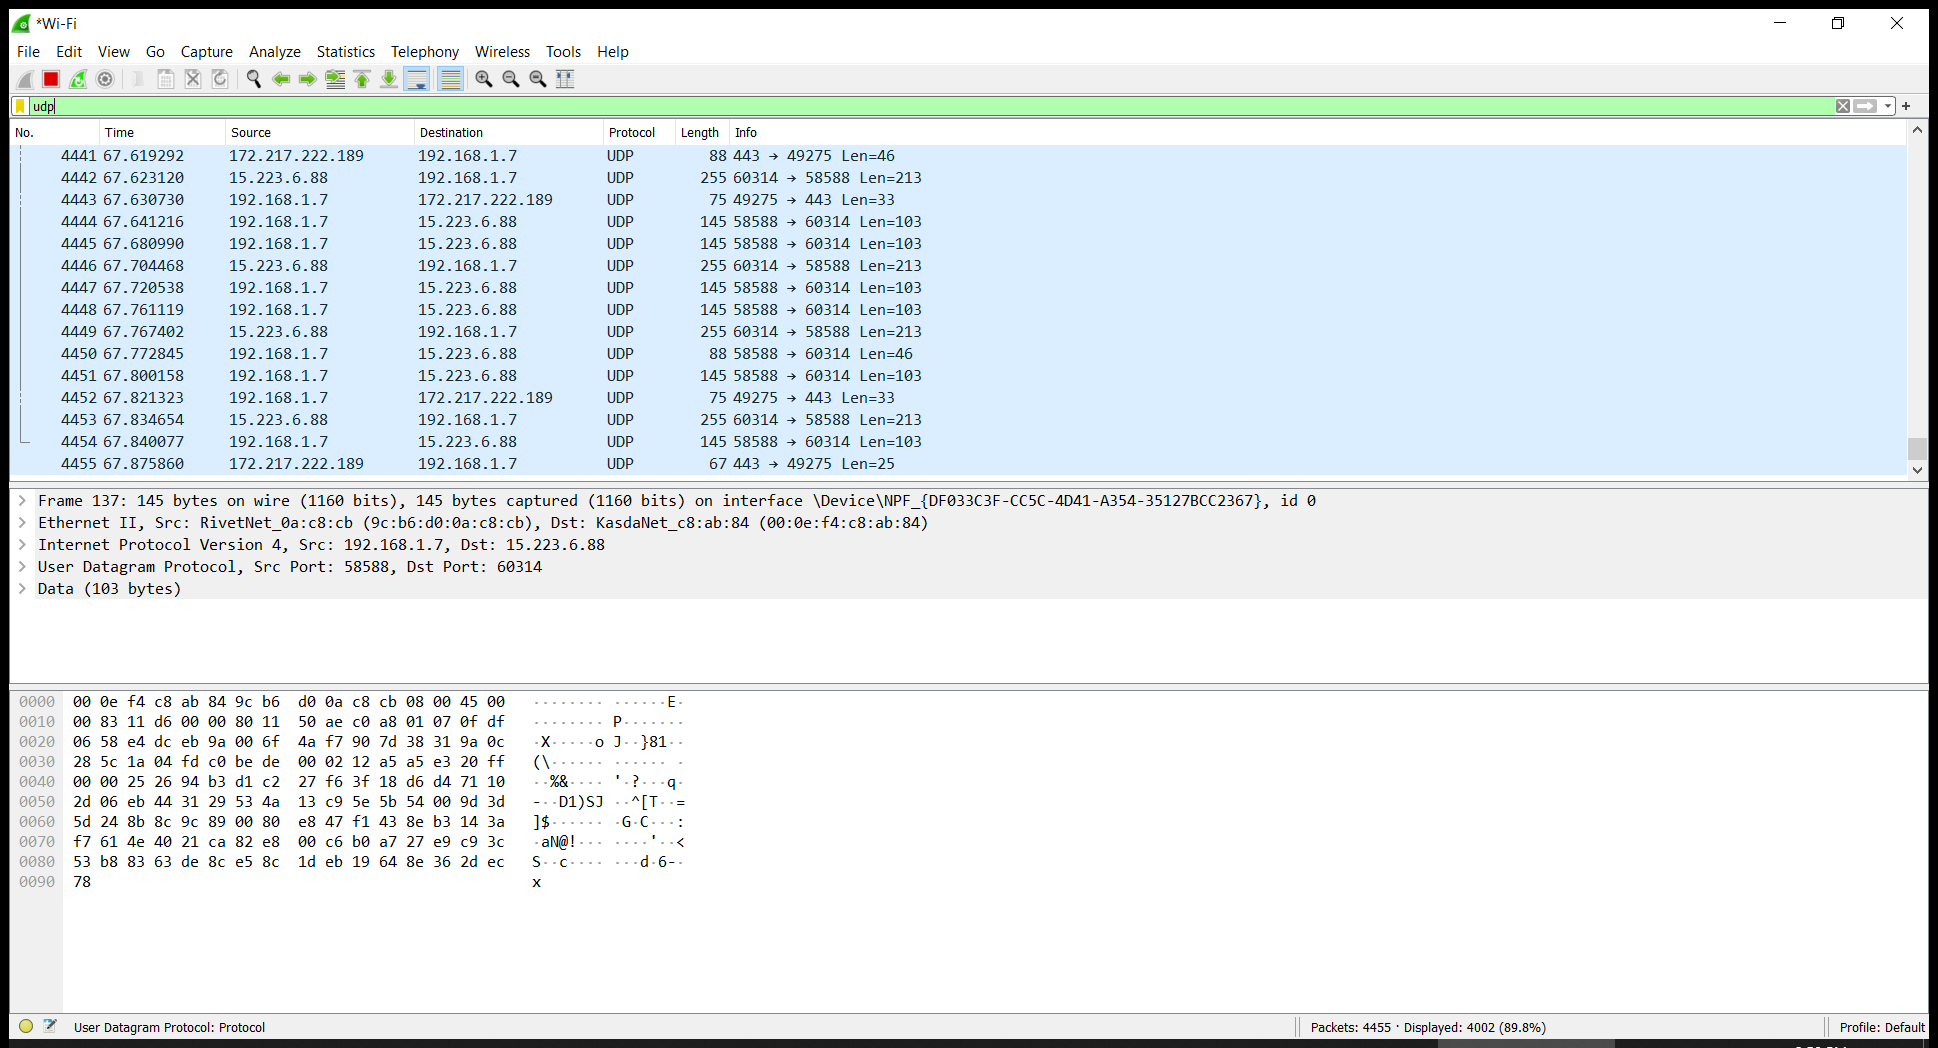 *Wi-Fi
File Edit View Go Capture Analyze Statistics Telephony Wireless Tools Help
udp
No. Time Source Destination Protocol Length Info
4441 67.619292 172.217.222.189 192.168.1.7 UDP 88 443 → 49275 Len=46
4442 67.623120 15.223.6.88 192.168.1.7 UDP 255 60314 → 58588 Len=213
4443 67.630730 192.168.1.7 172.217.222.189 UDP 75 49275 → 443 Len=33
4444 67.641216 192.168.1.7 15.223.6.88 UDP 145 58588 → 60314 Len=103
4445 67.680990 192.168.1.7 15.223.6.88 UDP 145 58588 → 60314 Len=103
4446 67.704468 15.223.6.88 192.168.1.7 UDP 255 60314 → 58588 Len=213
4447 67.720538 192.168.1.7 15.223.6.88 UDP 145 58588 → 60314 Len=103
4448 67.761119 192.168.1.7 15.223.6.88 UDP 145 58588 → 60314 Len=103
4449 67.767402 15.223.6.88 192.168.1.7 UDP 255 60314 → 58588 Len=213
4450 67.772845 192.168.1.7 15.223.6.88 UDP 88 58588 → 60314 Len=46
4451 67.800158 192.168.1.7 15.223.6.88 UDP 145 58588 → 60314 Len=103
4452 67.821323 192.168.1.7 172.217.222.189 UDP 75 49275 → 443 Len=33
4453 67.834654 15.223.6.88 192.168.1.7 UDP 255 60314 → 58588 Len=213
4454 67.840077 192.168.1.7 15.223.6.88 UDP 145 58588 → 60314 Len=103
4455 67.875860 172.217.222.189 192.168.1.7 UDP 67 443 → 49275 Len=25
Frame 137: 145 bytes on wire (1160 bits), 145 bytes captured (1160 bits) on interface \Device\NPF_{DF033C3F-CC5C-4D41-A354-35127BCC2367}, id 0
Ethernet II, Src: RivetNet_0a:c8:cb (9c:b6:d0:0a:c8:cb), Dst: KasdaNet_c8:ab:84 (00:0e:f4:c8:ab:84)
Internet Protocol Version 4, Src: 192.168.1.7, Dst: 15.223.6.88
User Datagram Protocol, Src Port: 58588, Dst Port: 60314
Data (103 bytes)
0000 00 0e f4 c8 ab 84 9c b6 d0 0a c8 cb 08 00 45 00 ········ ······E·
0010 00 83 11 d6 00 00 80 11 50 ae c0 a8 01 07 0f df ········ P·······
0020 06 58 e4 dc eb 9a 00 6f 4a f7 90 7d 38 31 9a 0c ·X·····o J··}81··
0030 28 5c 1a 04 fd c0 be de 00 02 12 a5 a5 e3 20 ff (\······ ······ ·
0040 00 00 25 26 94 b3 d1 c2 27 f6 3f 18 d6 d4 71 10 ··%&···· '·?···q·
0050 2d 06 eb 44 31 29 53 4a 13 c9 5e 5b 54 00 9d 3d -··D1)SJ ··^[T··=
0060 5d 24 8b 8c 9c 89 00 80 e8 47 f1 43 8e b3 14 3a ]$······ ·G·C···:
0070 f7 61 4e 40 21 ca 82 e8 00 c6 b0 a7 27 e9 c9 3c ·aN@!··· ····'··<
0080 53 b8 83 63 de 8c e5 8c 1d eb 19 64 8e 36 2d ec S··c···· ···d·6-·
0090 78 x
User Datagram Protocol: Protocol Packets: 4455 · Displayed: 4002 (89.8%) Profile: Default